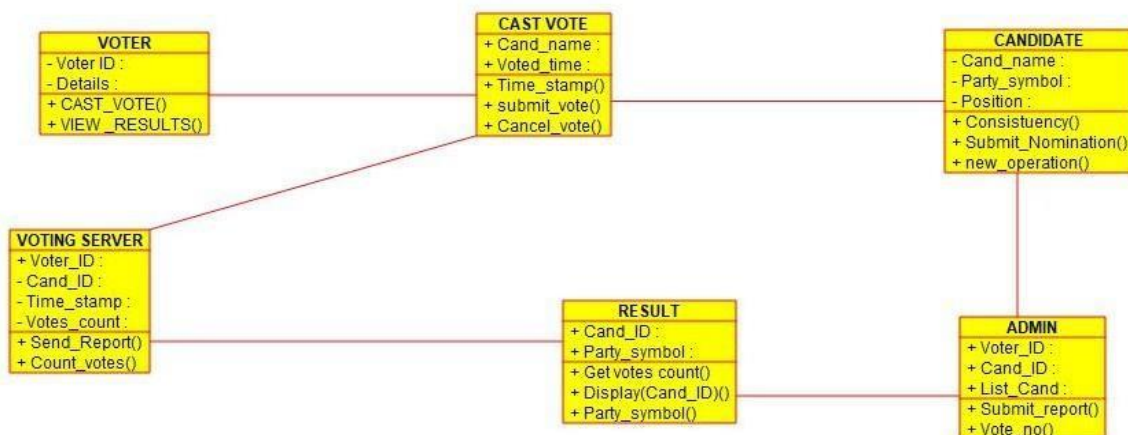 VOTER
- Voter ID :
- Details :
+ CAST_VOTE()
+ VIEW _RESULTS()
CAST VOTE
+ Cand_name :
+ Voted_time :
+ Time_stamp()
+ submit_vote()
+ Cancel_vote()
CANDIDATE
- Cand_name :
- Party_symbol :
- Position :
+ Consistuency()
+ Submit_Nomination()
+ new_operation()
VOTING SERVER
+ Voter_ID :
- Cand_ID :
- Time_stamp :
- Votes_count :
+ Send_Report()
+ Count_votes()
RESULT
+ Cand_ID :
+ Party_symbol :
+ Get votes count()
+ Display(Cand_ID)()
+ Party_symbol()
ADMIN
+ Voter_ID :
+ Cand_ID :
+ List_Cand :
+ Submit_report()
+ Vote_no()